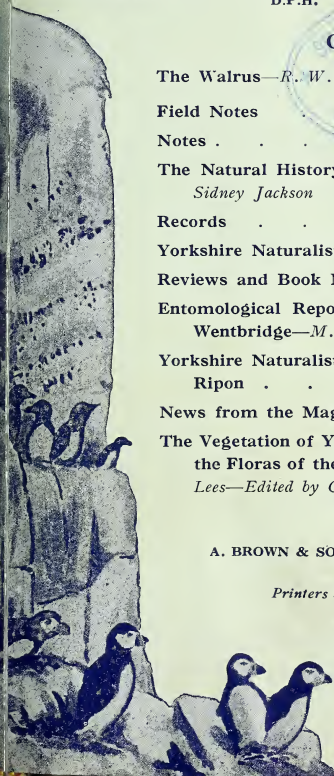 D.P.H.
C
The Walrus—R. W.
Field Notes .
Notes . . .
The Natural History
Sidney Jackson
Records . .
Yorkshire Naturalis
Reviews and Book N
Entomological Repo
Wentbridge—M.
Yorkshire Naturalist
Ripon . .
News from the Mag
The Vegetation of Y
the Floras of the
Lees—Edited by C
A. BROWN & SO
Printers